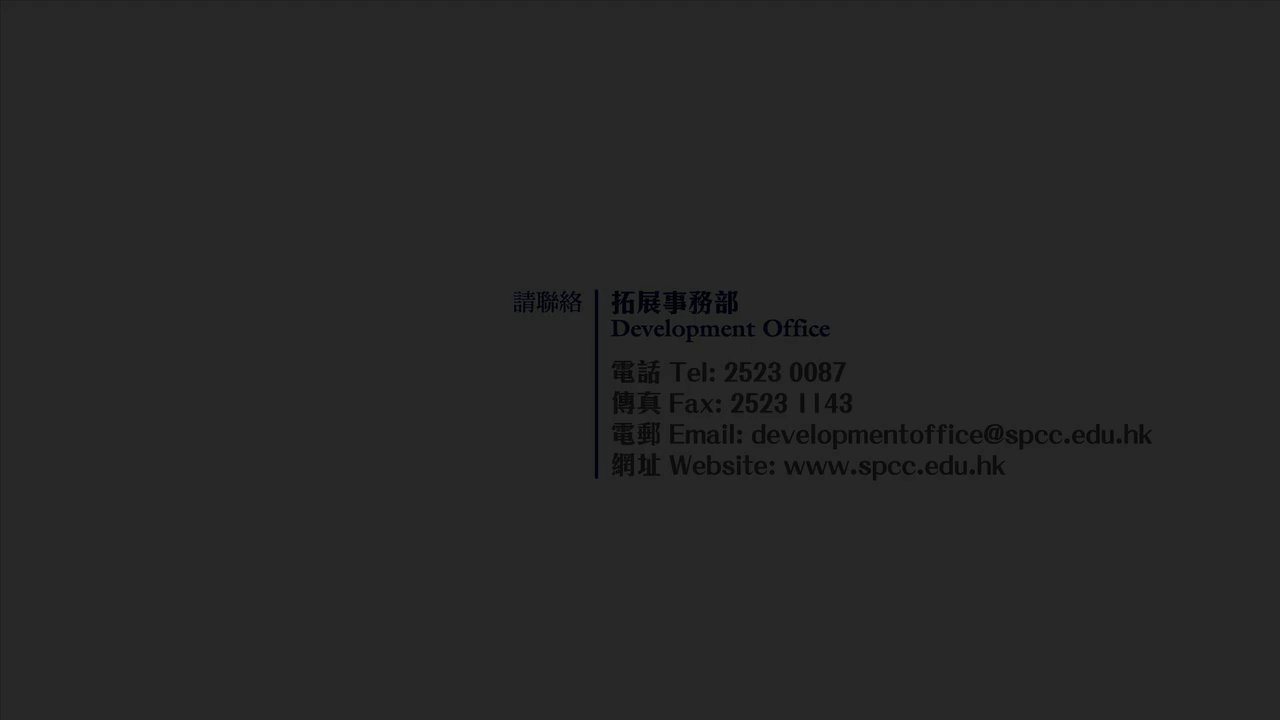 請聯絡
拓展事務部
Development Office
電話 Tel: 2523 0087
傳真 Fax: 2523 1143
電郵 Email: developmentoffice@spcc.edu.hk
網址 Website: www.spcc.edu.hk